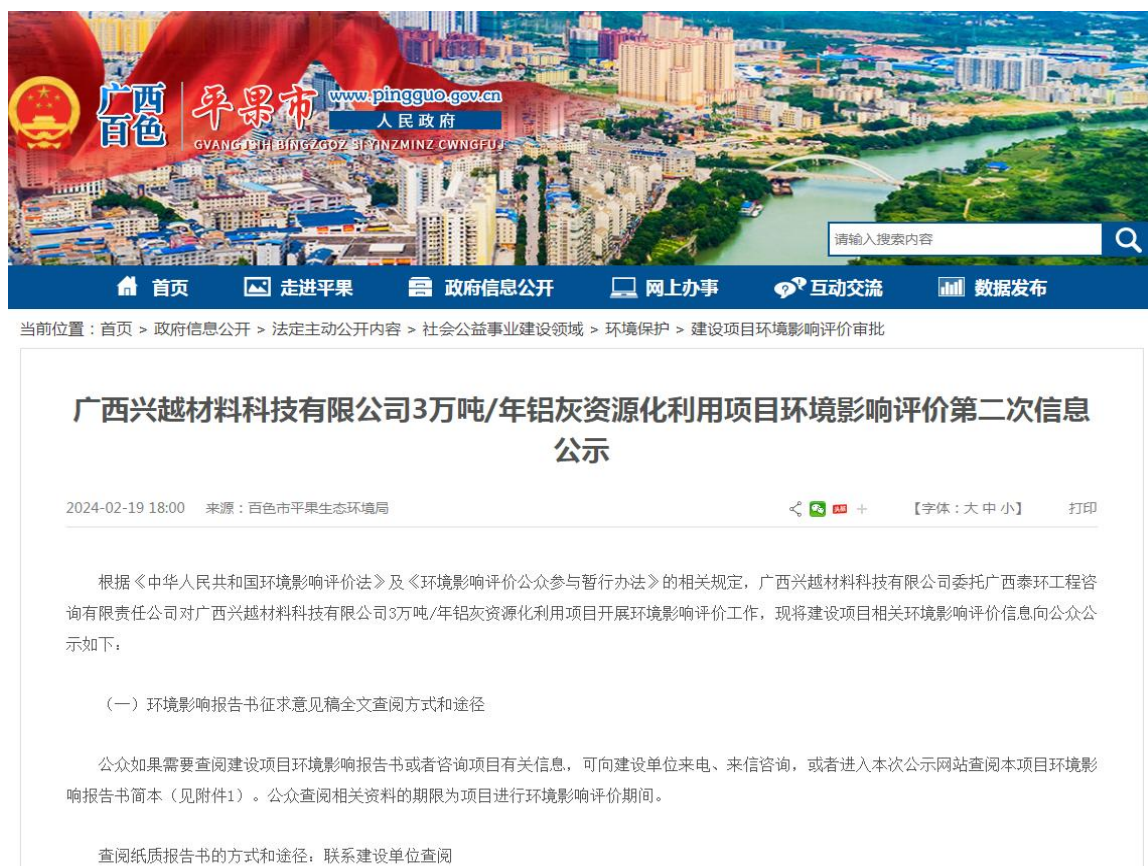 广西
百色
平果市
www.pingguo.gov.cn
人民政府
GVANGJSIH BINGZGOZ SI YINZMINZ CWNGFUJ
请输入搜索内容
首页 走进平果 政府信息公开 网上办事 互动交流 数据发布
当前位置：首页 > 政府信息公开 > 法定主动公开内容 > 社会公益事业建设领域 > 环境保护 > 建设项目环境影响评价审批
广西兴越材料科技有限公司3万吨/年铝灰资源化利用项目环境影响评价第二次信息
公示
2024-02-19 18:00 来源：百色市平果生态环境局 【字体：大 中 小】 打印
根据《中华人民共和国环境影响评价法》及《环境影响评价公众参与暂行办法》的相关规定，广西兴越材料科技有限公司委托广西泰环工程咨
询有限责任公司对广西兴越材料科技有限公司3万吨/年铝灰资源化利用项目开展环境影响评价工作，现将建设项目相关环境影响评价信息向公众公
示如下：
（一）环境影响报告书征求意见稿全文查阅方式和途径
公众如果需要查阅建设项目环境影响报告书或者咨询项目有关信息，可向建设单位来电、来信咨询，或者进入本次公示网站查阅本项目环境影
响报告书简本（见附件1）。公众查阅相关资料的期限为项目进行环境影响评价期间。
查阅纸质报告书的方式和途径：联系建设单位查阅